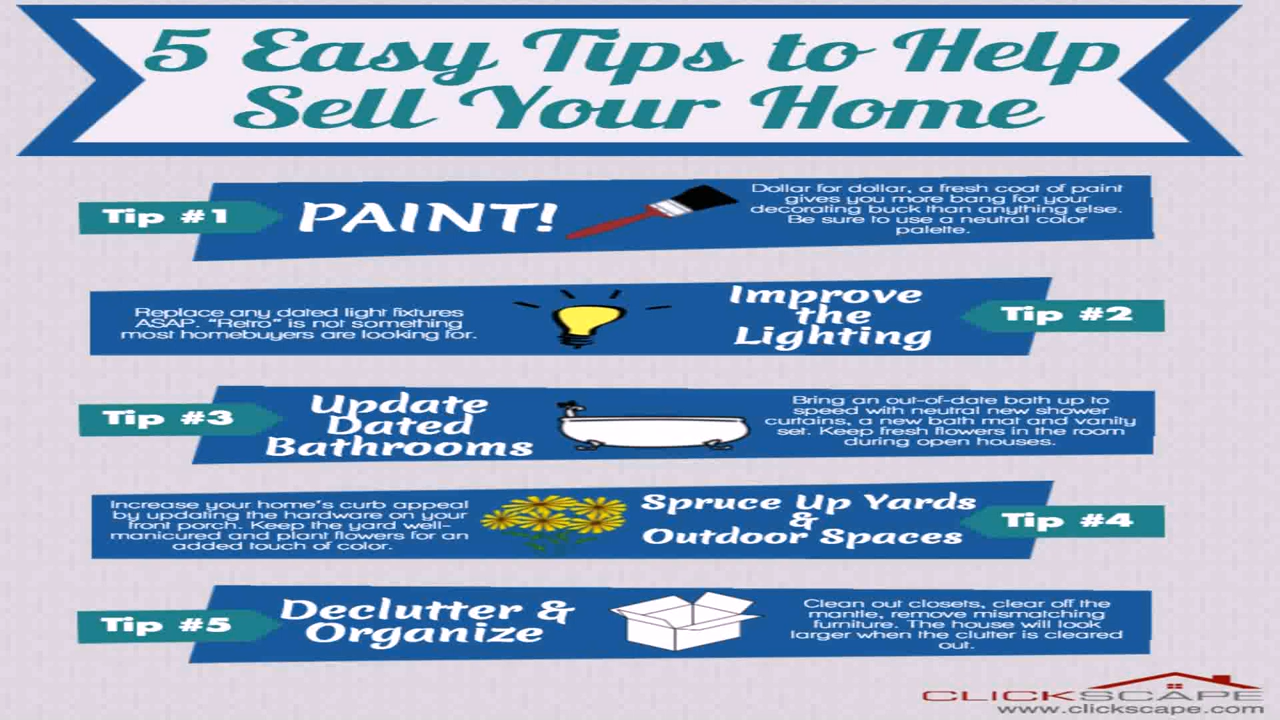 5 Easy Tips to Help
Sell Your Home
Tip #1
PAINT!
Dollar for dollar, a fresh coat of paint
gives you more bang for your
decorating buck than anything else.
Be sure to use a neutral color
palette.
Replace any dated light fixtures
ASAP. "Retro" is not something
most homebuyers are looking for.
Improve
the
Lighting
Tip #2
Tip #3
Update
Dated
Bathrooms
Bring an out-of-date bath up to
speed with neutral new shower
curtains, a new bath mat and vanity
set. Keep fresh flowers in the room
during open houses.
Increase your home's curb appeal
by updating the hardware on your
front porch. Keep the yard well-
manicured and plant flowers for an
added touch of color.
Spruce Up Yards
&
Outdoor Spaces
Tip #4
Tip #5
Declutter &
Organize
Clean out closets, clear off the
mantle, remove mismatching
furniture. The house will look
larger when the clutter is cleared
out.
CLICKSCAPE
www.clickscape.com